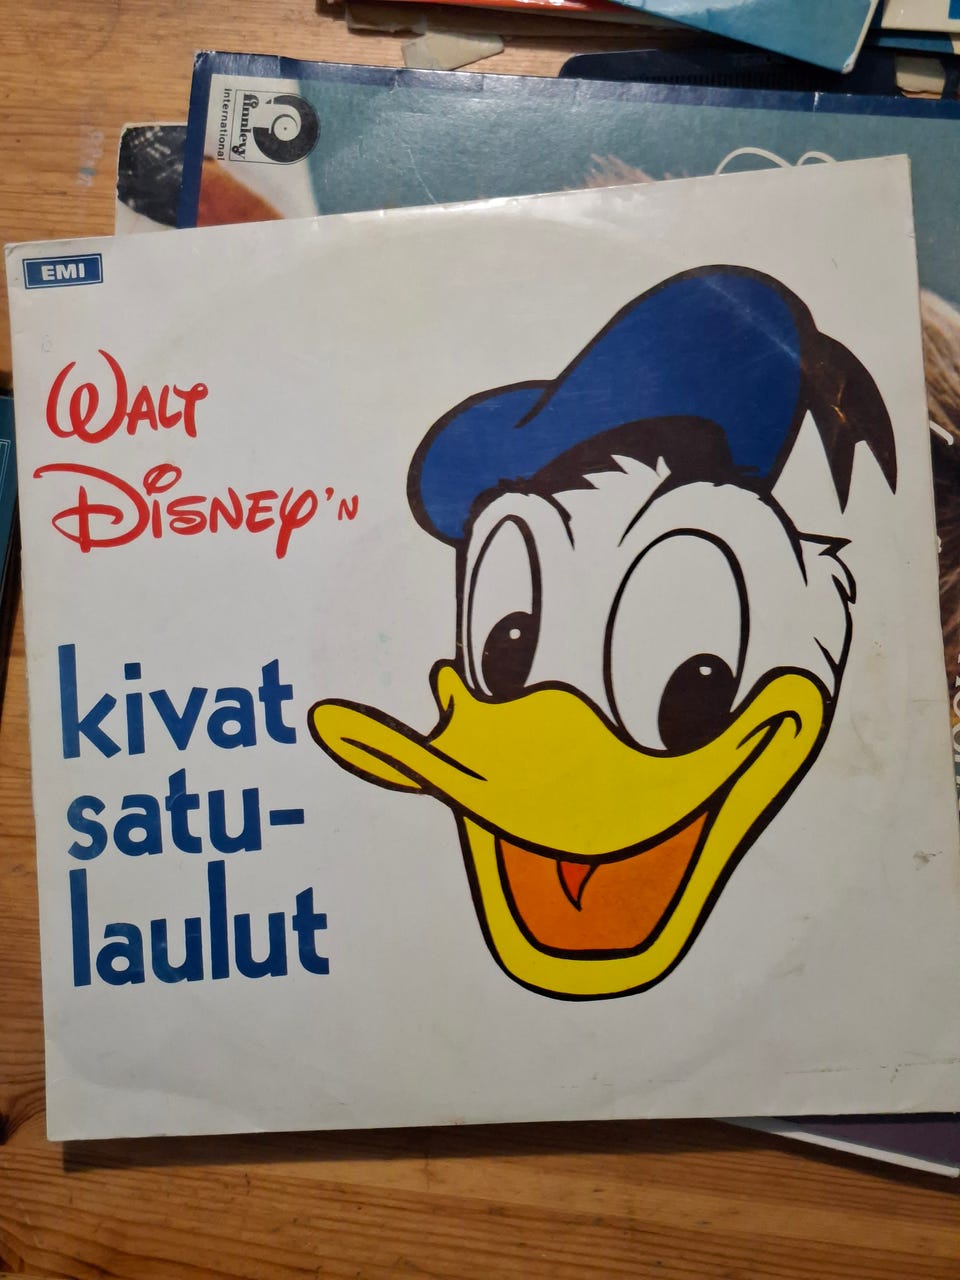 finnlevy
international
EMI
WALT
DISNEY'N
kivat
satu-
laulut